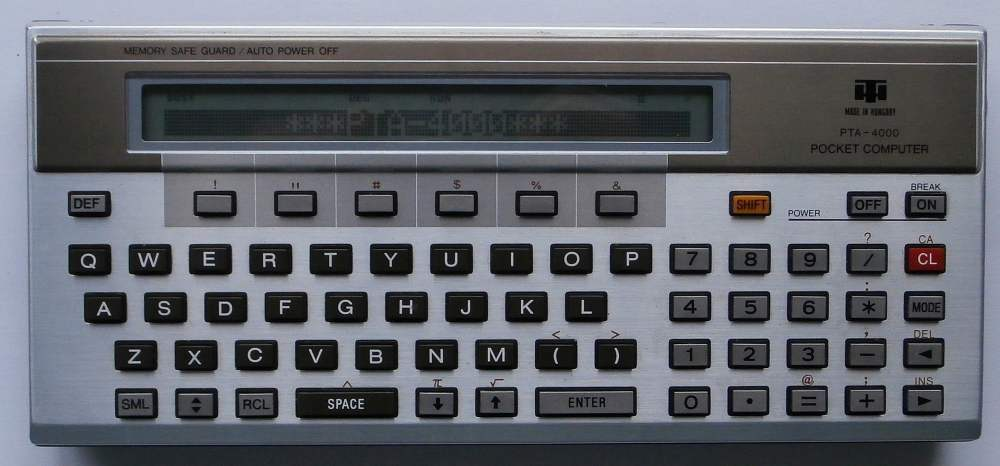 MEMORY SAFE GUARD / AUTO POWER OFF
RUN
***PTA-4000***
MADE IN HUNGARY
PTA-4000
POCKET COMPUTER
! " # $ % & BREAK
DEF SHIFT POWER OFF ON
? CA
Q W E R T Y U I O P 7 8 9 / CL
:
A S D F G H J K L 4 5 6 * MODE
< > , DEL
Z X C V B N M ( ) 1 2 3 - ◄
^ π √ @ ; INS
SML ♦ RCL SPACE ↓ ↑ ENTER 0 • = + ►